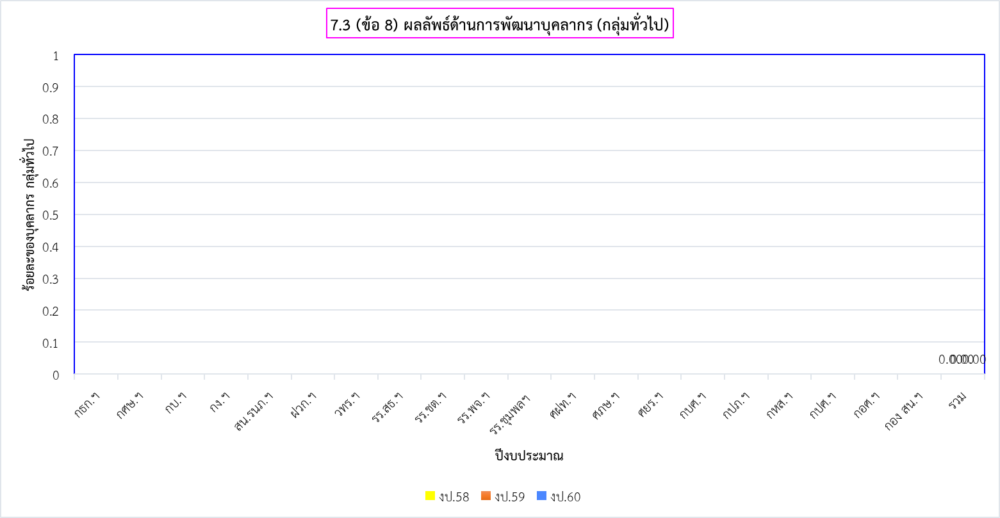 7.3 (ข้อ 8) ผลลัพธ์ด้านการพัฒนาบุคลากร (กลุ่มทั่วไป)
ร้อยละของบุคลากร กลุ่มทั่วไป
1
0.9
0.8
0.7
0.6
0.5
0.4
0.3
0.2
0.1
0
กธก.ฯ กศษ.ฯ กบ.ฯ กง.ฯ สน.รนภ.ฯ ฝวก.ฯ วทร.ฯ รร.สธ.ฯ รร.ชต.ฯ รร.พจ.ฯ รร.ชุมพลฯ ศฝท.ฯ ศภษ.ฯ ศยร.ฯ กบศ.ฯ กปภ.ฯ กหส.ฯ กปศ.ฯ กอศ.ฯ กอง สน.ฯ รวม
ปีงบประมาณ
งป.58 งป.59 งป.60